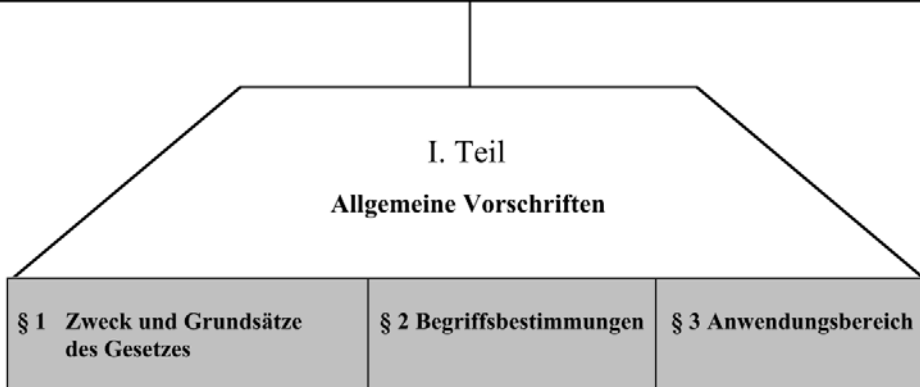 I. Teil
Allgemeine Vorschriften
§ 1 Zweck und Grundsätze
des Gesetzes
§ 2 Begriffsbestimmungen
§ 3 Anwendungsbereich